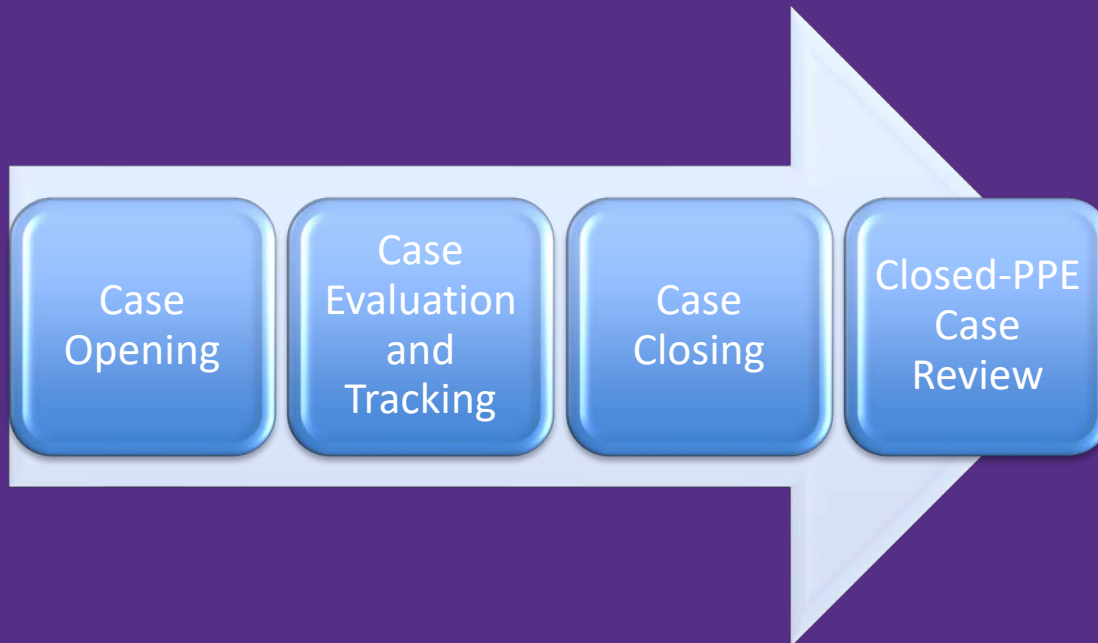 Case
Opening
Case
Evaluation
and
Tracking
Case
Closing
Closed-PPE
Case
Review